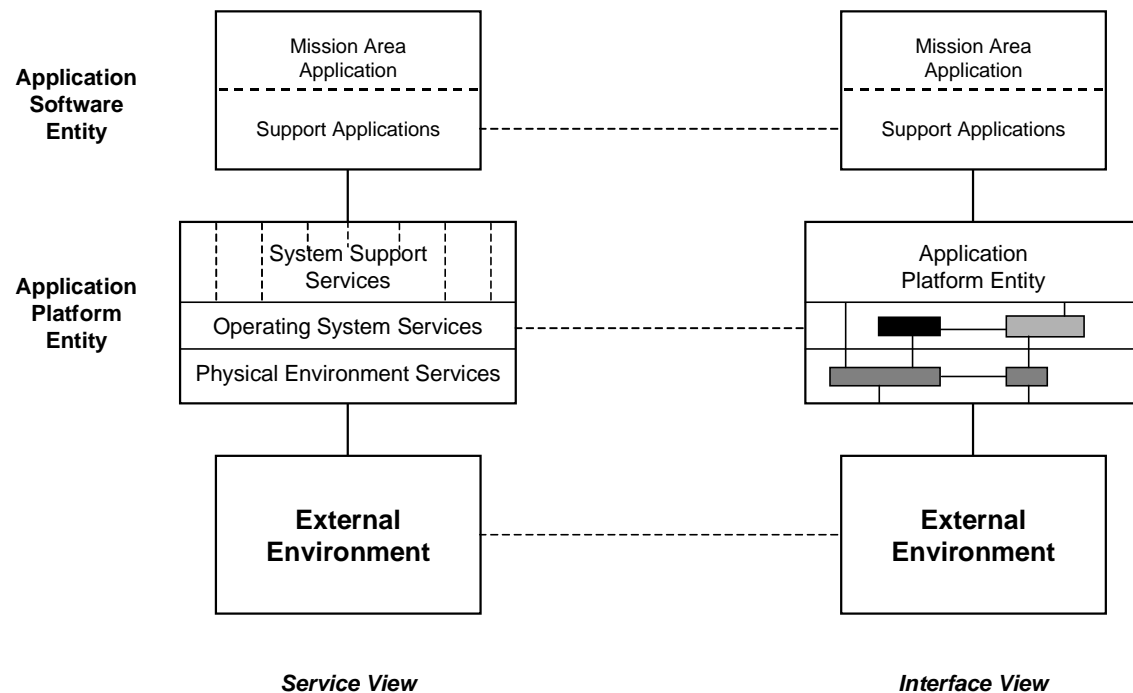 Application
Software
Entity
Mission Area
Application
Support Applications
Mission Area
Application
Support Applications
Application
Platform
Entity
System Support
Services
Operating System Services
Physical Environment Services
Application
Platform Entity
External
Environment
External
Environment
Service View
Interface View